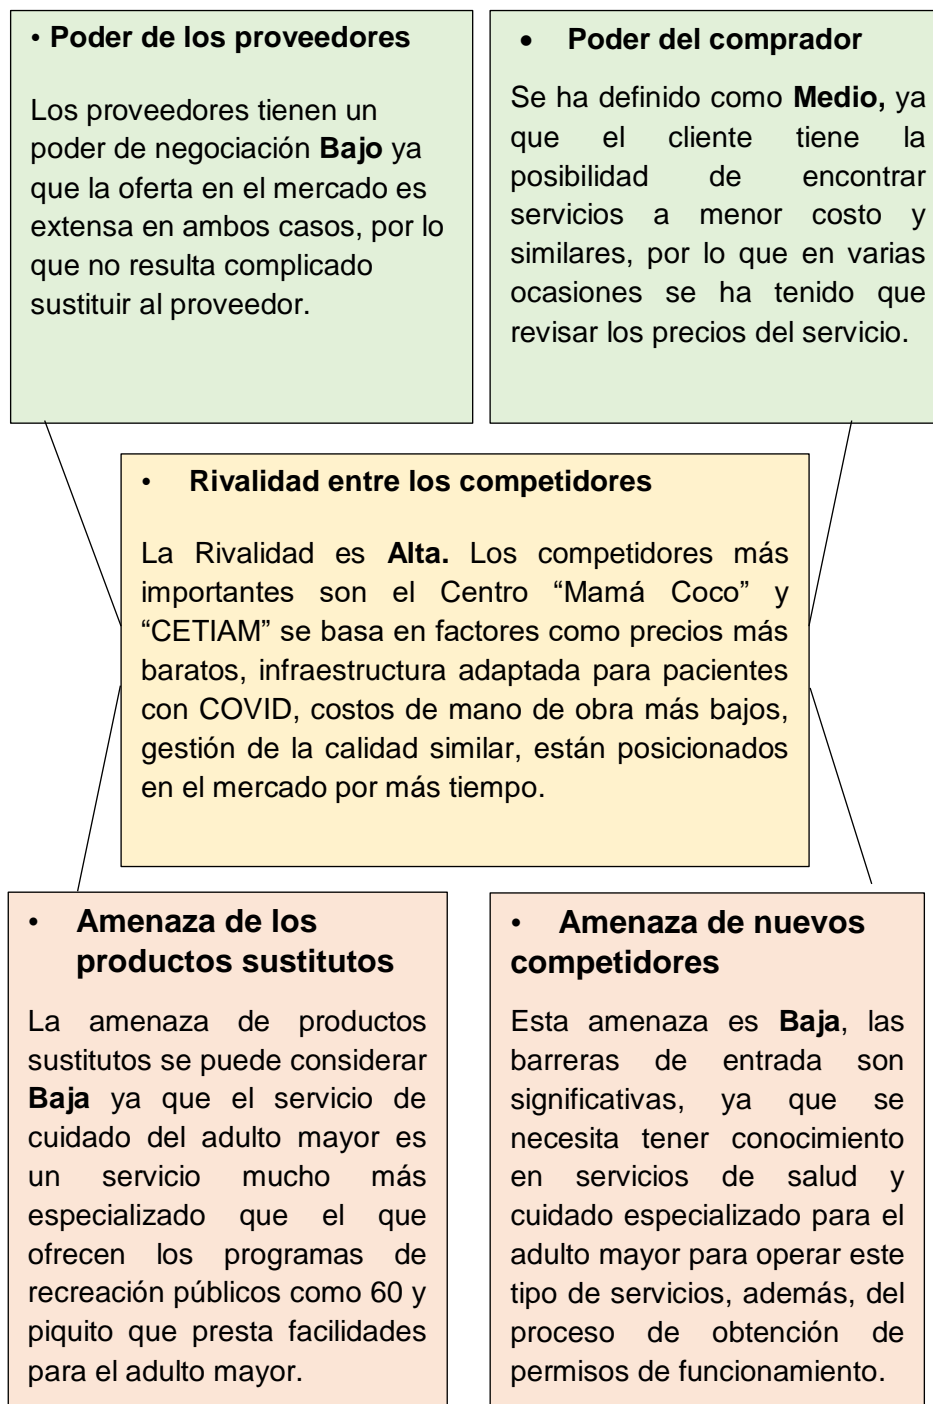 • Poder de los proveedores
Los proveedores tienen un
poder de negociación Bajo ya
que la oferta en el mercado es
extensa en ambos casos, por lo
que no resulta complicado
sustituir al proveedor.
• Poder del comprador
Se ha definido como Medio, ya
que el cliente tiene la
posibilidad de encontrar
servicios a menor costo y
similares, por lo que en varias
ocasiones se ha tenido que
revisar los precios del servicio.
• Rivalidad entre los competidores
La Rivalidad es Alta. Los competidores más
importantes son el Centro “Mamá Coco” y
“CETIAM” se basa en factores como precios más
baratos, infraestructura adaptada para pacientes
con COVID, costos de mano de obra más bajos,
gestión de la calidad similar, están posicionados
en el mercado por más tiempo.
• Amenaza de los
productos sustitutos
La amenaza de productos
sustitutos se puede considerar
Baja ya que el servicio de
cuidado del adulto mayor es
un servicio mucho más
especializado que el que
ofrecen los programas de
recreación públicos como 60 y
piquito que presta facilidades
para el adulto mayor.
• Amenaza de nuevos
competidores
Esta amenaza es Baja, las
barreras de entrada son
significativas, ya que se
necesita tener conocimiento
en servicios de salud y
cuidado especializado para el
adulto mayor para operar este
tipo de servicios, además, del
proceso de obtención de
permisos de funcionamiento.